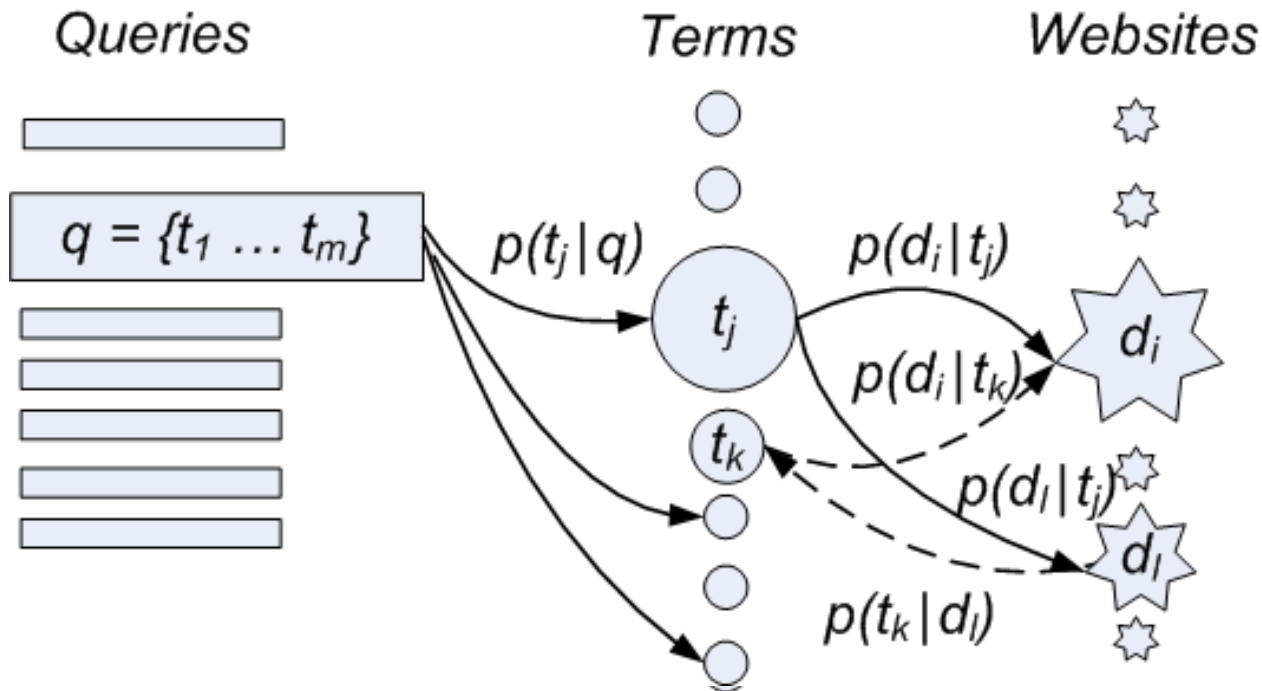 Queries Terms Websites
q = {t₁ ... tₘ}
p(tⱼ|q)
p(dᵢ|tⱼ)
tⱼ
dᵢ
p(dᵢ|tₖ)
tₖ
p(dₗ|tⱼ)
dₗ
p(tₖ|dₗ)